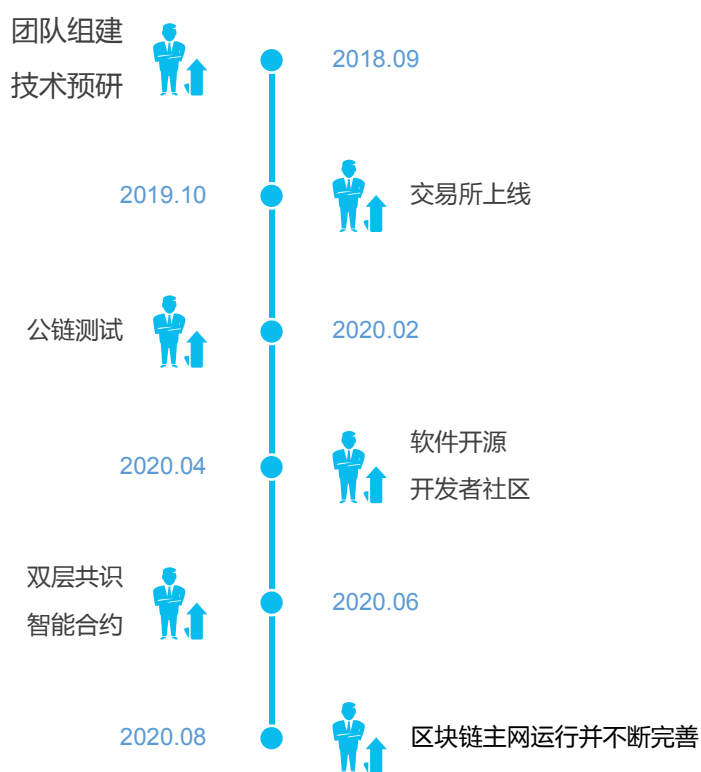 团队组建
技术预研
2018.09
2019.10
交易所上线
公链测试
2020.02
2020.04
软件开源
开发者社区
双层共识
智能合约
2020.06
2020.08
区块链主网运行并不断完善